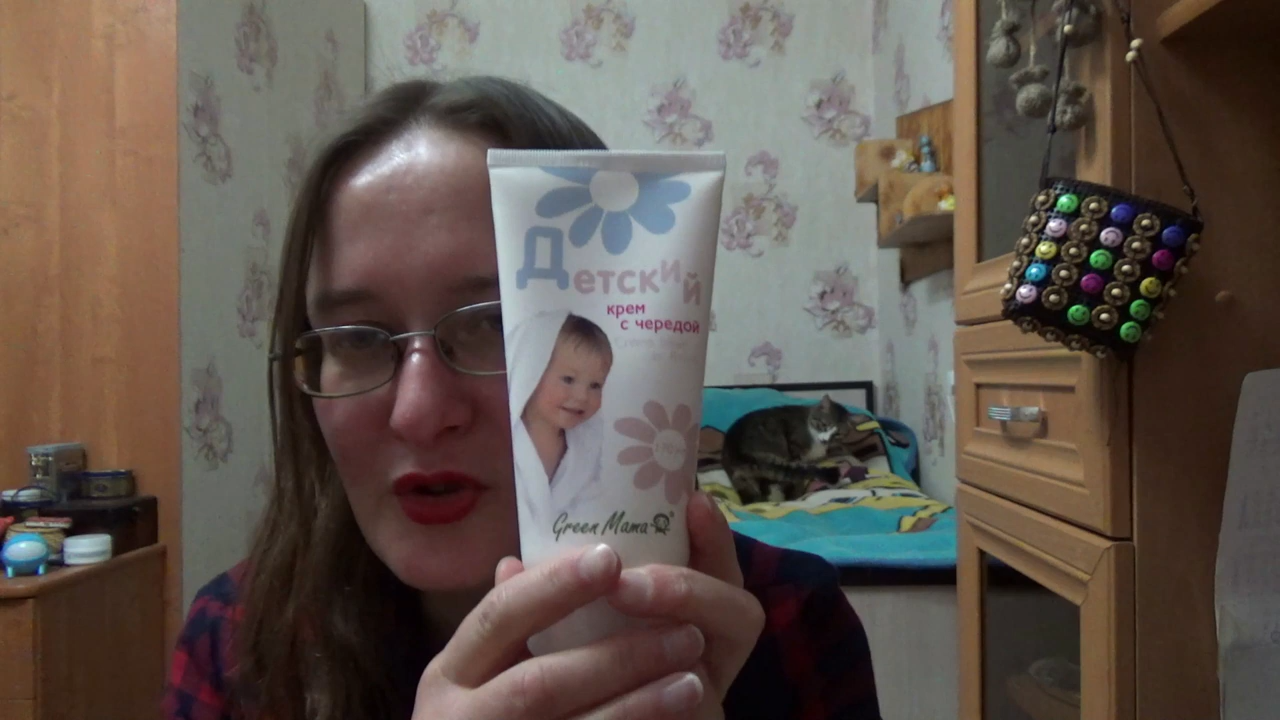 Детский
крем
с чередой
Green Mama